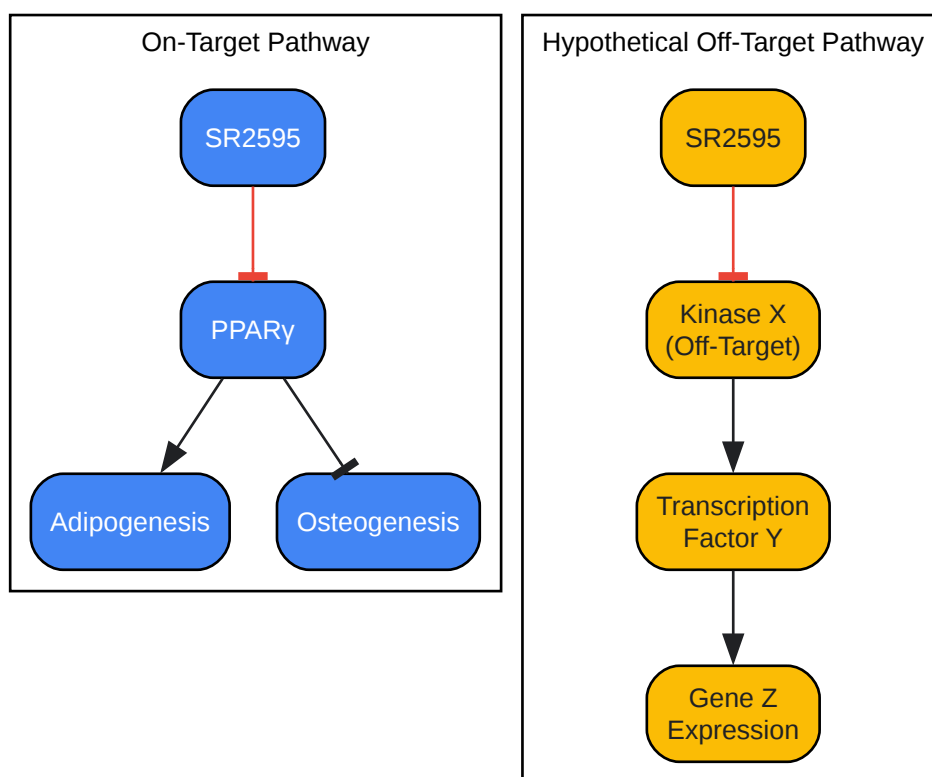 On-Target Pathway
SR2595
PPARγ
Adipogenesis
Osteogenesis
Hypothetical Off-Target Pathway
SR2595
Kinase X
(Off-Target)
Transcription
Factor Y
Gene Z
Expression